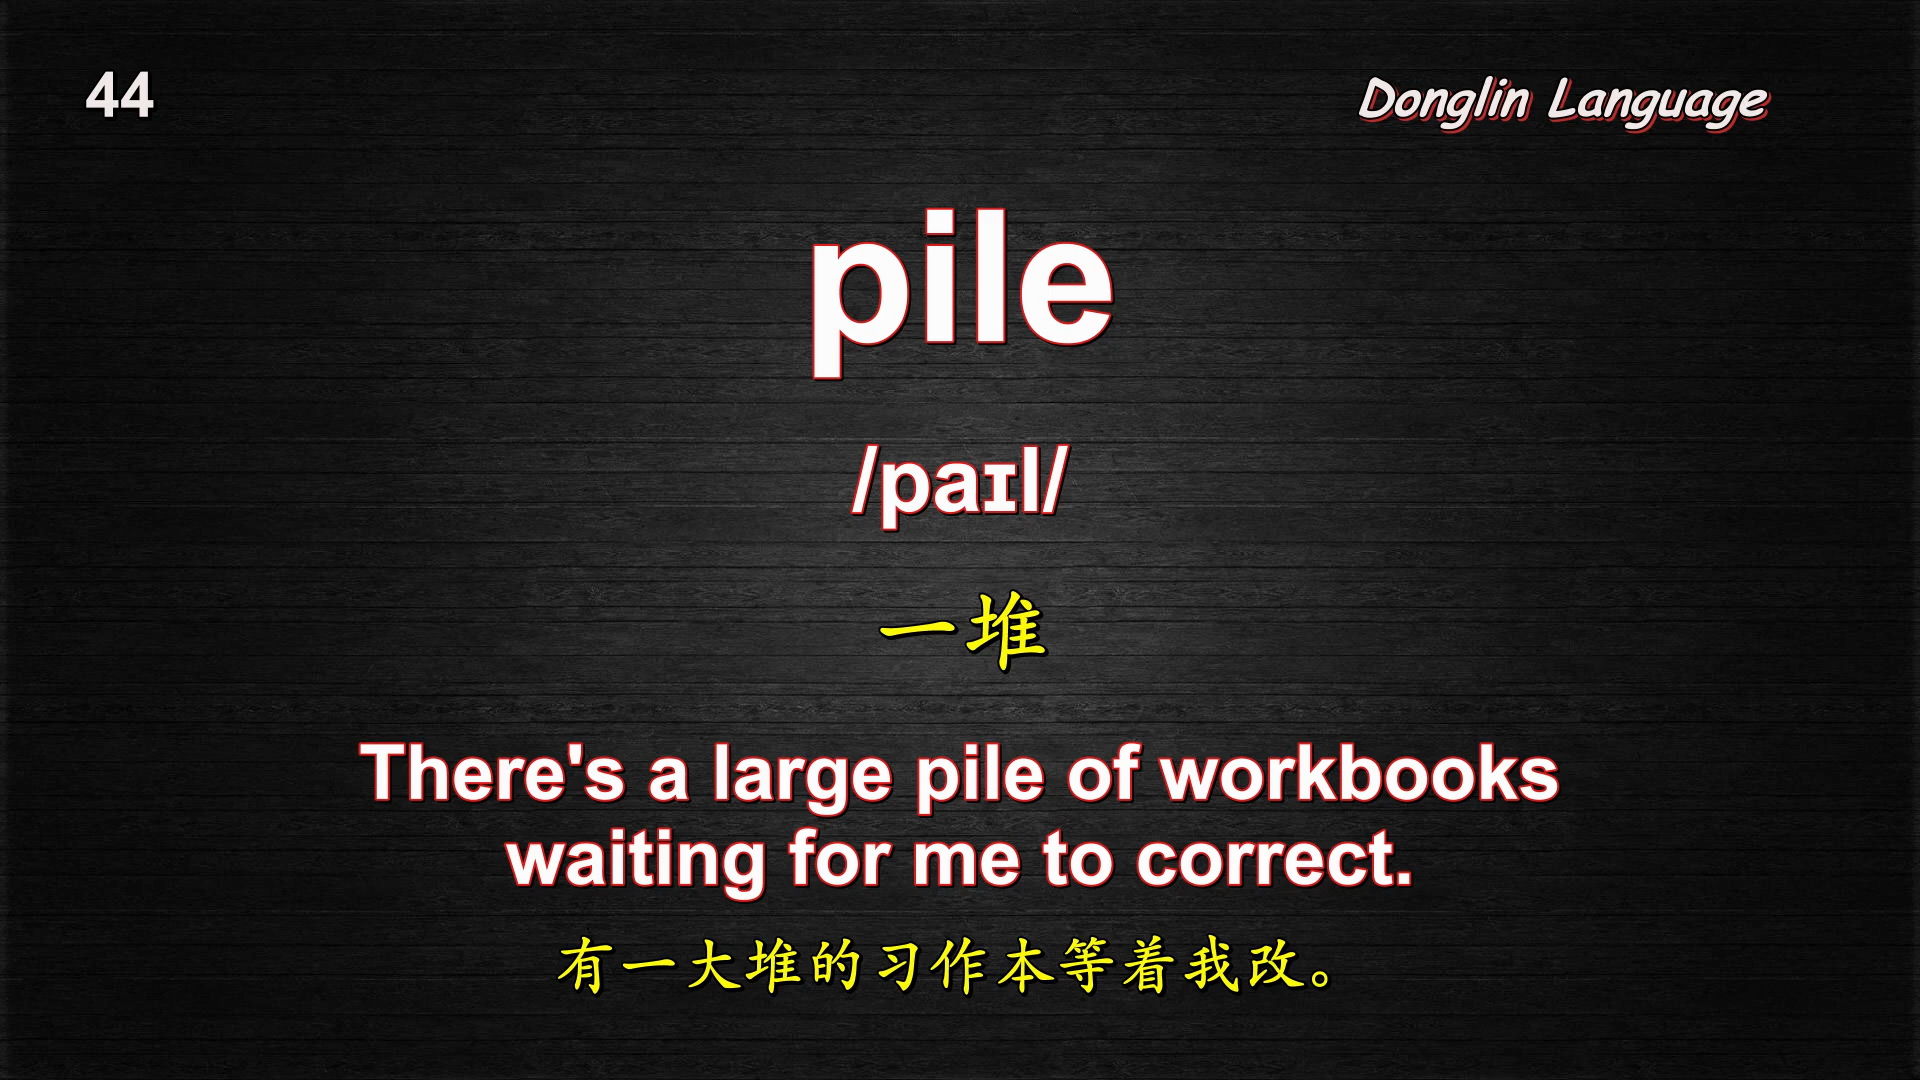 44
Donglin Language
pile
/paɪl/
一堆
There's a large pile of workbooks
waiting for me to correct.
有一大堆的习作本等着我改。